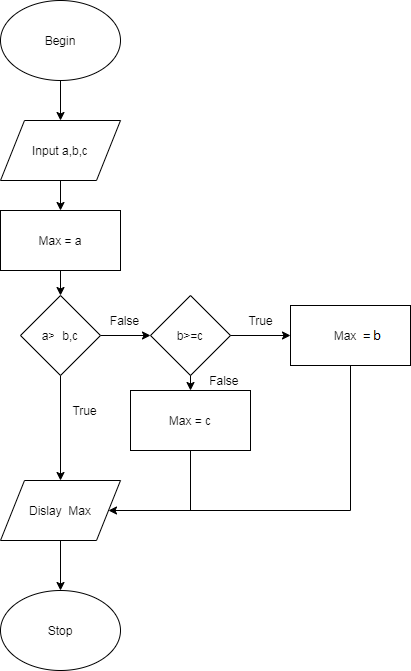 Begin
Input a,b,c
Max = a
a> b,c
False
b>=c
True
Max = b
False
True
Max = c
Dislay Max
Stop